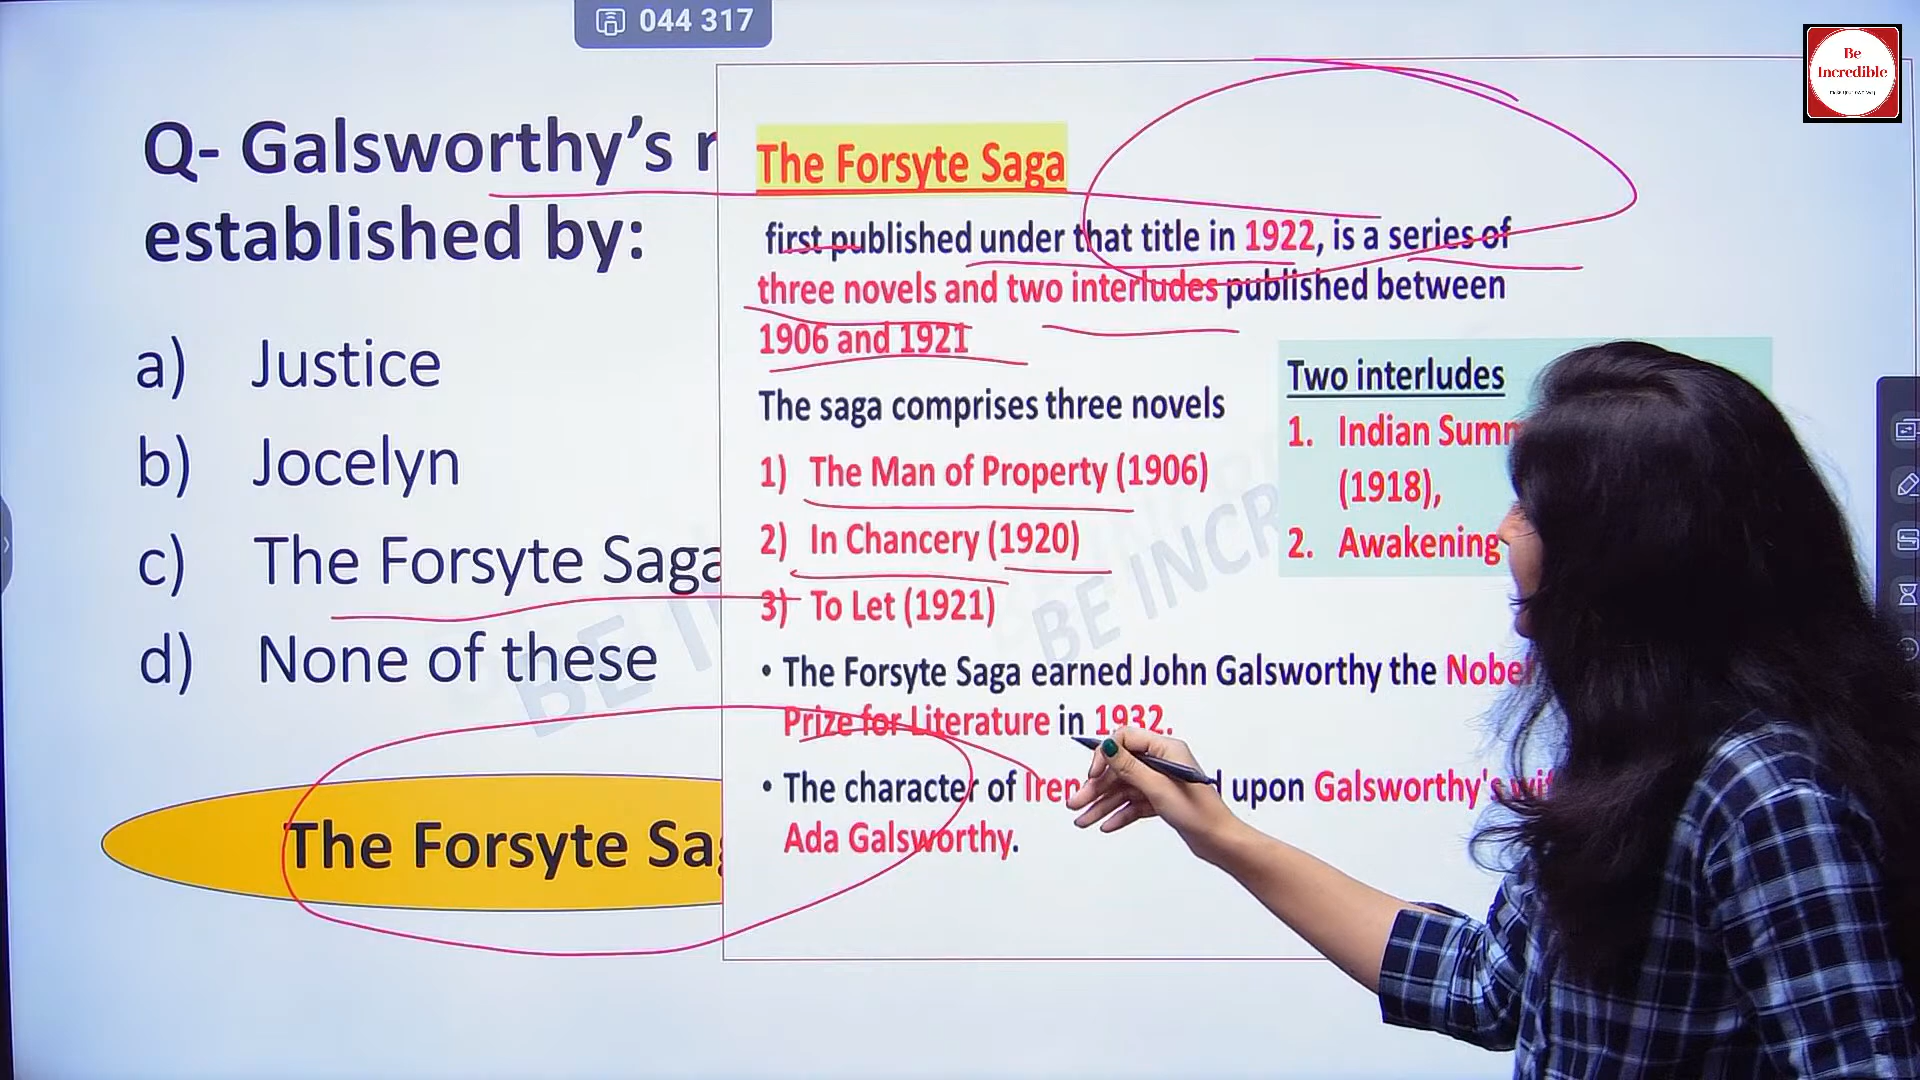 044 317
Be
Incredible
Q- Galsworthy's
established by:
a) Justice
b) Jocelyn
c) The Forsyte Saga
d) None of these
The Forsyte
The Forsyte Saga
first published under that title in 1922, is a series of
three novels and two interludes published between
1906 and 1921
The saga comprises three novels
1) The Man of Property (1906)
2) In Chancery (1920)
3) To Let (1921)
Two interludes
1. Indian
(1918),
2. Awakening
• The Forsyte Saga earned John Galsworthy the Nobel
Prize for Literature in 1932.
• The character of upon Galsworthy's
Ada Galsworthy.
BE INCR